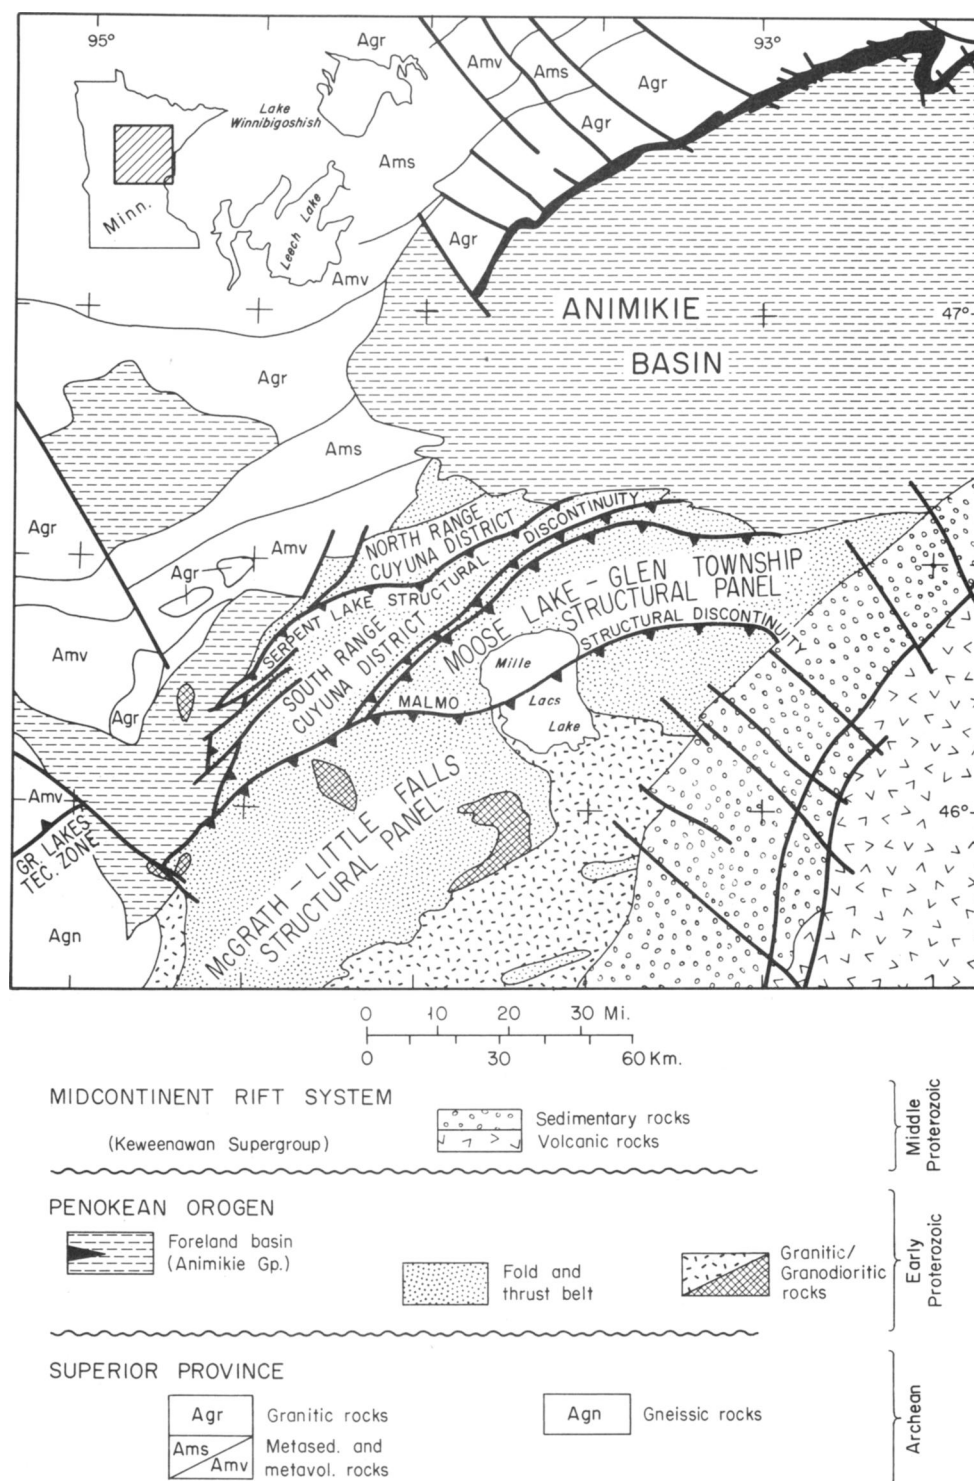 95°
93°
Agr
Amv
Ams
Agr
Agr
Lake
Winnibigoshish
Ams
Minn.
Leech Lake
Agr
Amv
ANIMIKIE
BASIN
47°
Agr
Ams
Agr
Amv
Agr
NORTH RANGE
CUYUNA DISTRICT
SERPENT LAKE STRUCTURAL DISCONTINUITY
SOUTH RANGE
CUYUNA DISTRICT
MOOSE LAKE – GLEN TOWNSHIP
STRUCTURAL PANEL
MALMO STRUCTURAL DISCONTINUITY
Mille
Lacs
Lake
Amv
Agr
Amv
GR. LAKES
TEC. ZONE
46°
McGRATH – LITTLE FALLS
STRUCTURAL PANEL
Agn
0 10 20 30 Mi.
0 30 60 Km.
MIDCONTINENT RIFT SYSTEM
(Keweenawan Supergroup)
Sedimentary rocks
Volcanic rocks
Middle
Proterozoic
PENOKEAN OROGEN
Foreland basin
(Animikie Gp.)
Fold and
thrust belt
Granitic/
Granodioritic
rocks
Early
Proterozoic
SUPERIOR PROVINCE
Agr Granitic rocks
Agn Gneissic rocks
Ams
Amv
Metased. and
metavol. rocks
Archean